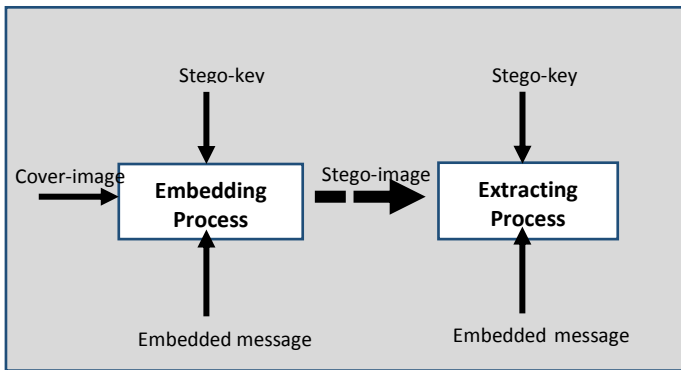 Stego-key
Stego-key
Cover-image
Embedding
Process
Stego-image
Extracting
Process
Embedded message
Embedded message